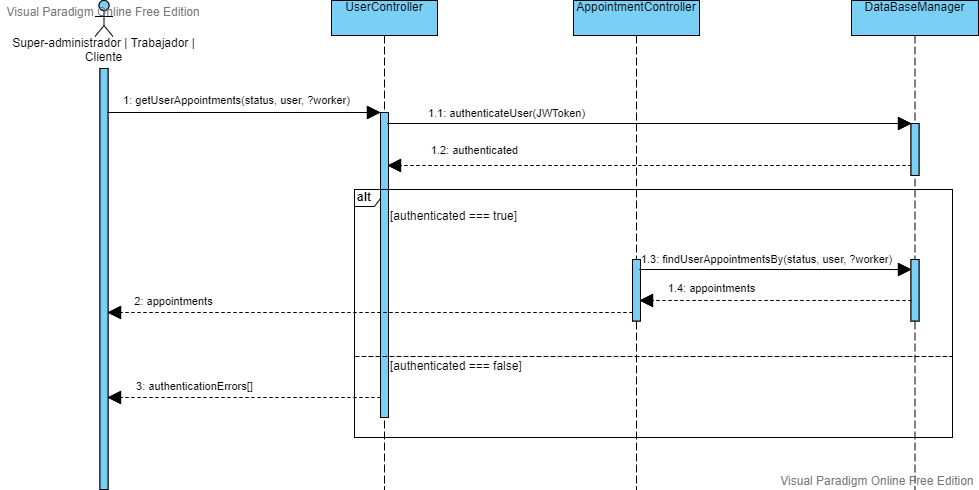 Visual Paradigm Online Free Edition
UserController
AppointmentController
DataBaseManager
Super-administrador | Trabajador |
Cliente
1: getUserAppointments(status, user, ?worker)
1.1: authenticateUser(JWToken)
1.2: authenticated
alt
[authenticated === true]
1.3: findUserAppointmentsBy(status, user, ?worker)
1.4: appointments
2: appointments
[authenticated === false]
3: authenticationErrors[]
Visual Paradigm Online Free Edition